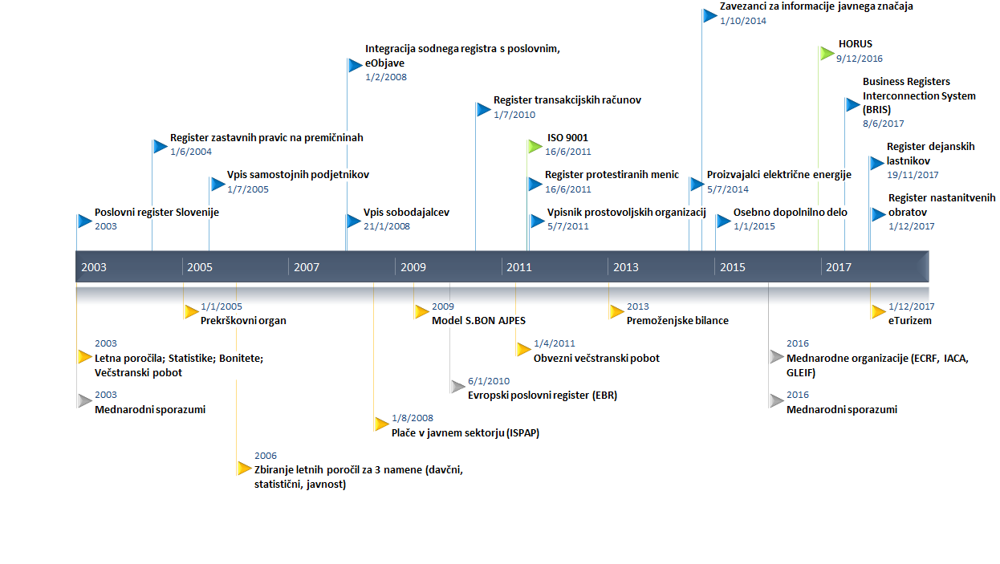 Zavezanci za informacije javnega značaja
1/10/2014
HORUS
9/12/2016
Integracija sodnega registra s poslovnim,
eObjave
1/2/2008
Business Registers
Interconnection System
(BRIS)
8/6/2017
Register transakcijskih računov
1/7/2010
Register zastavnih pravic na premičninah
1/6/2004
ISO 9001
16/6/2011
Register dejanskih
lastnikov
19/11/2017
Vpis samostojnih podjetnikov
1/7/2005
Register protestiranih menic
16/6/2011
Proizvajalci električne energije
5/7/2014
Register nastanitvenih
obratov
1/12/2017
Poslovni register Slovenije
2003
Vpis sobodajalcev
21/1/2008
Vpisnik prostovoljskih organizacij
5/7/2011
Osebno dopolnilno delo
1/1/2015
2003 2005 2007 2009 2011 2013 2015 2017
1/1/2005
Prekrškovni organ
2009
Model S.BON AJPES
2013
Premoženjske bilance
1/12/2017
eTurizem
2003
Letna poročila; Statistike; Bonitete;
Večstranski pobot
1/4/2011
Obvezni večstranski pobot
2016
Mednarodne organizacije (ECRF, IACA,
GLEIF)
6/1/2010
Evropski poslovni register (EBR)
2003
Mednarodni sporazumi
2016
Mednarodni sporazumi
1/8/2008
Plače v javnem sektorju (ISPAP)
2006
Zbiranje letnih poročil za 3 namene (davčni,
statistični, javnost)